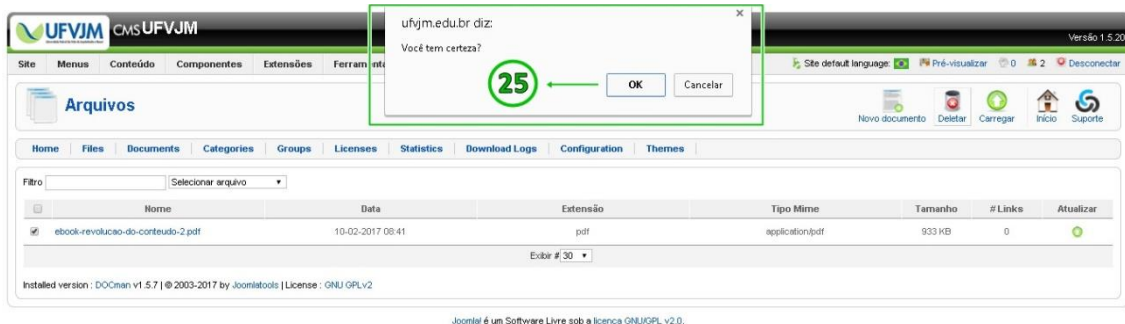 ufvjm.edu.br diz:
Você tem certeza?
25
OK
Cancelar
UFVJM CMS UFVJM
Versão 1.5.20
Site Menus Conteúdo Componentes Extensões Ferramenta
Site default language: Pré-visualizar 0 2 Desconectar
Arquivos
Novo documento Deletar Carregar Início Suporte
Home Files Documents Categories Groups Licenses Statistics Download Logs Configuration Themes
Filtro Selecionar arquivo
Nome Data Extensão Tipo Mime Tamanho # Links Atualizar
ebook-revolucao-do-conteudo-2.pdf 10-02-2017 08:41 pdf application/pdf 933 KB 0
Exibir # 30
Installed version : DOCman v1.5.7 | © 2003-2017 by Joomlatools | License : GNU GPLv2
Joomla! é um Software Livre sob a licença GNU/GPL v2.0.